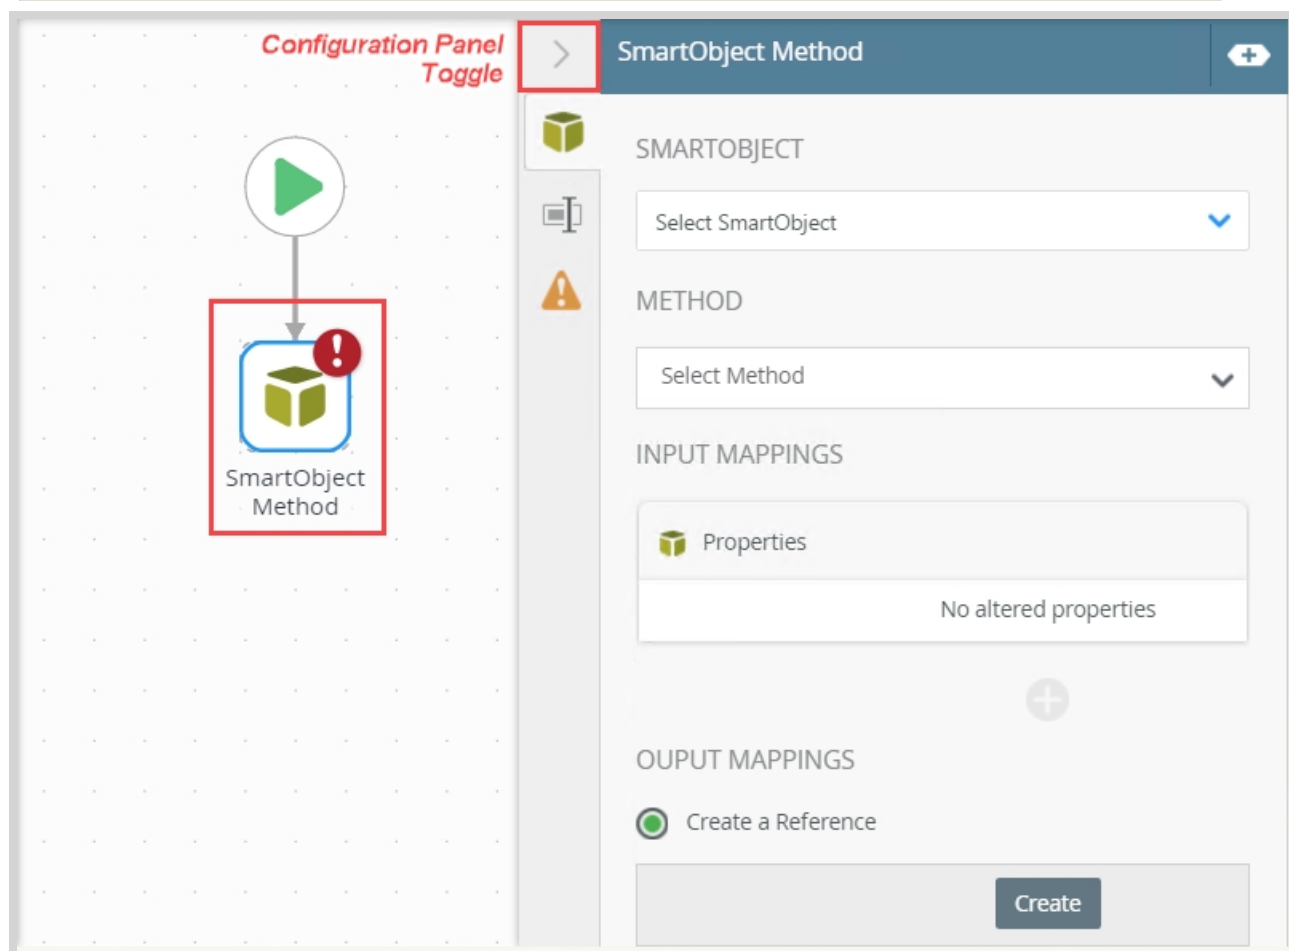 Configuration Panel
Toggle
SmartObject Method
SMARTOBJECT
Select SmartObject
METHOD
Select Method
SmartObject
Method
INPUT MAPPINGS
Properties
No altered properties
OUPUT MAPPINGS
Create a Reference
Create